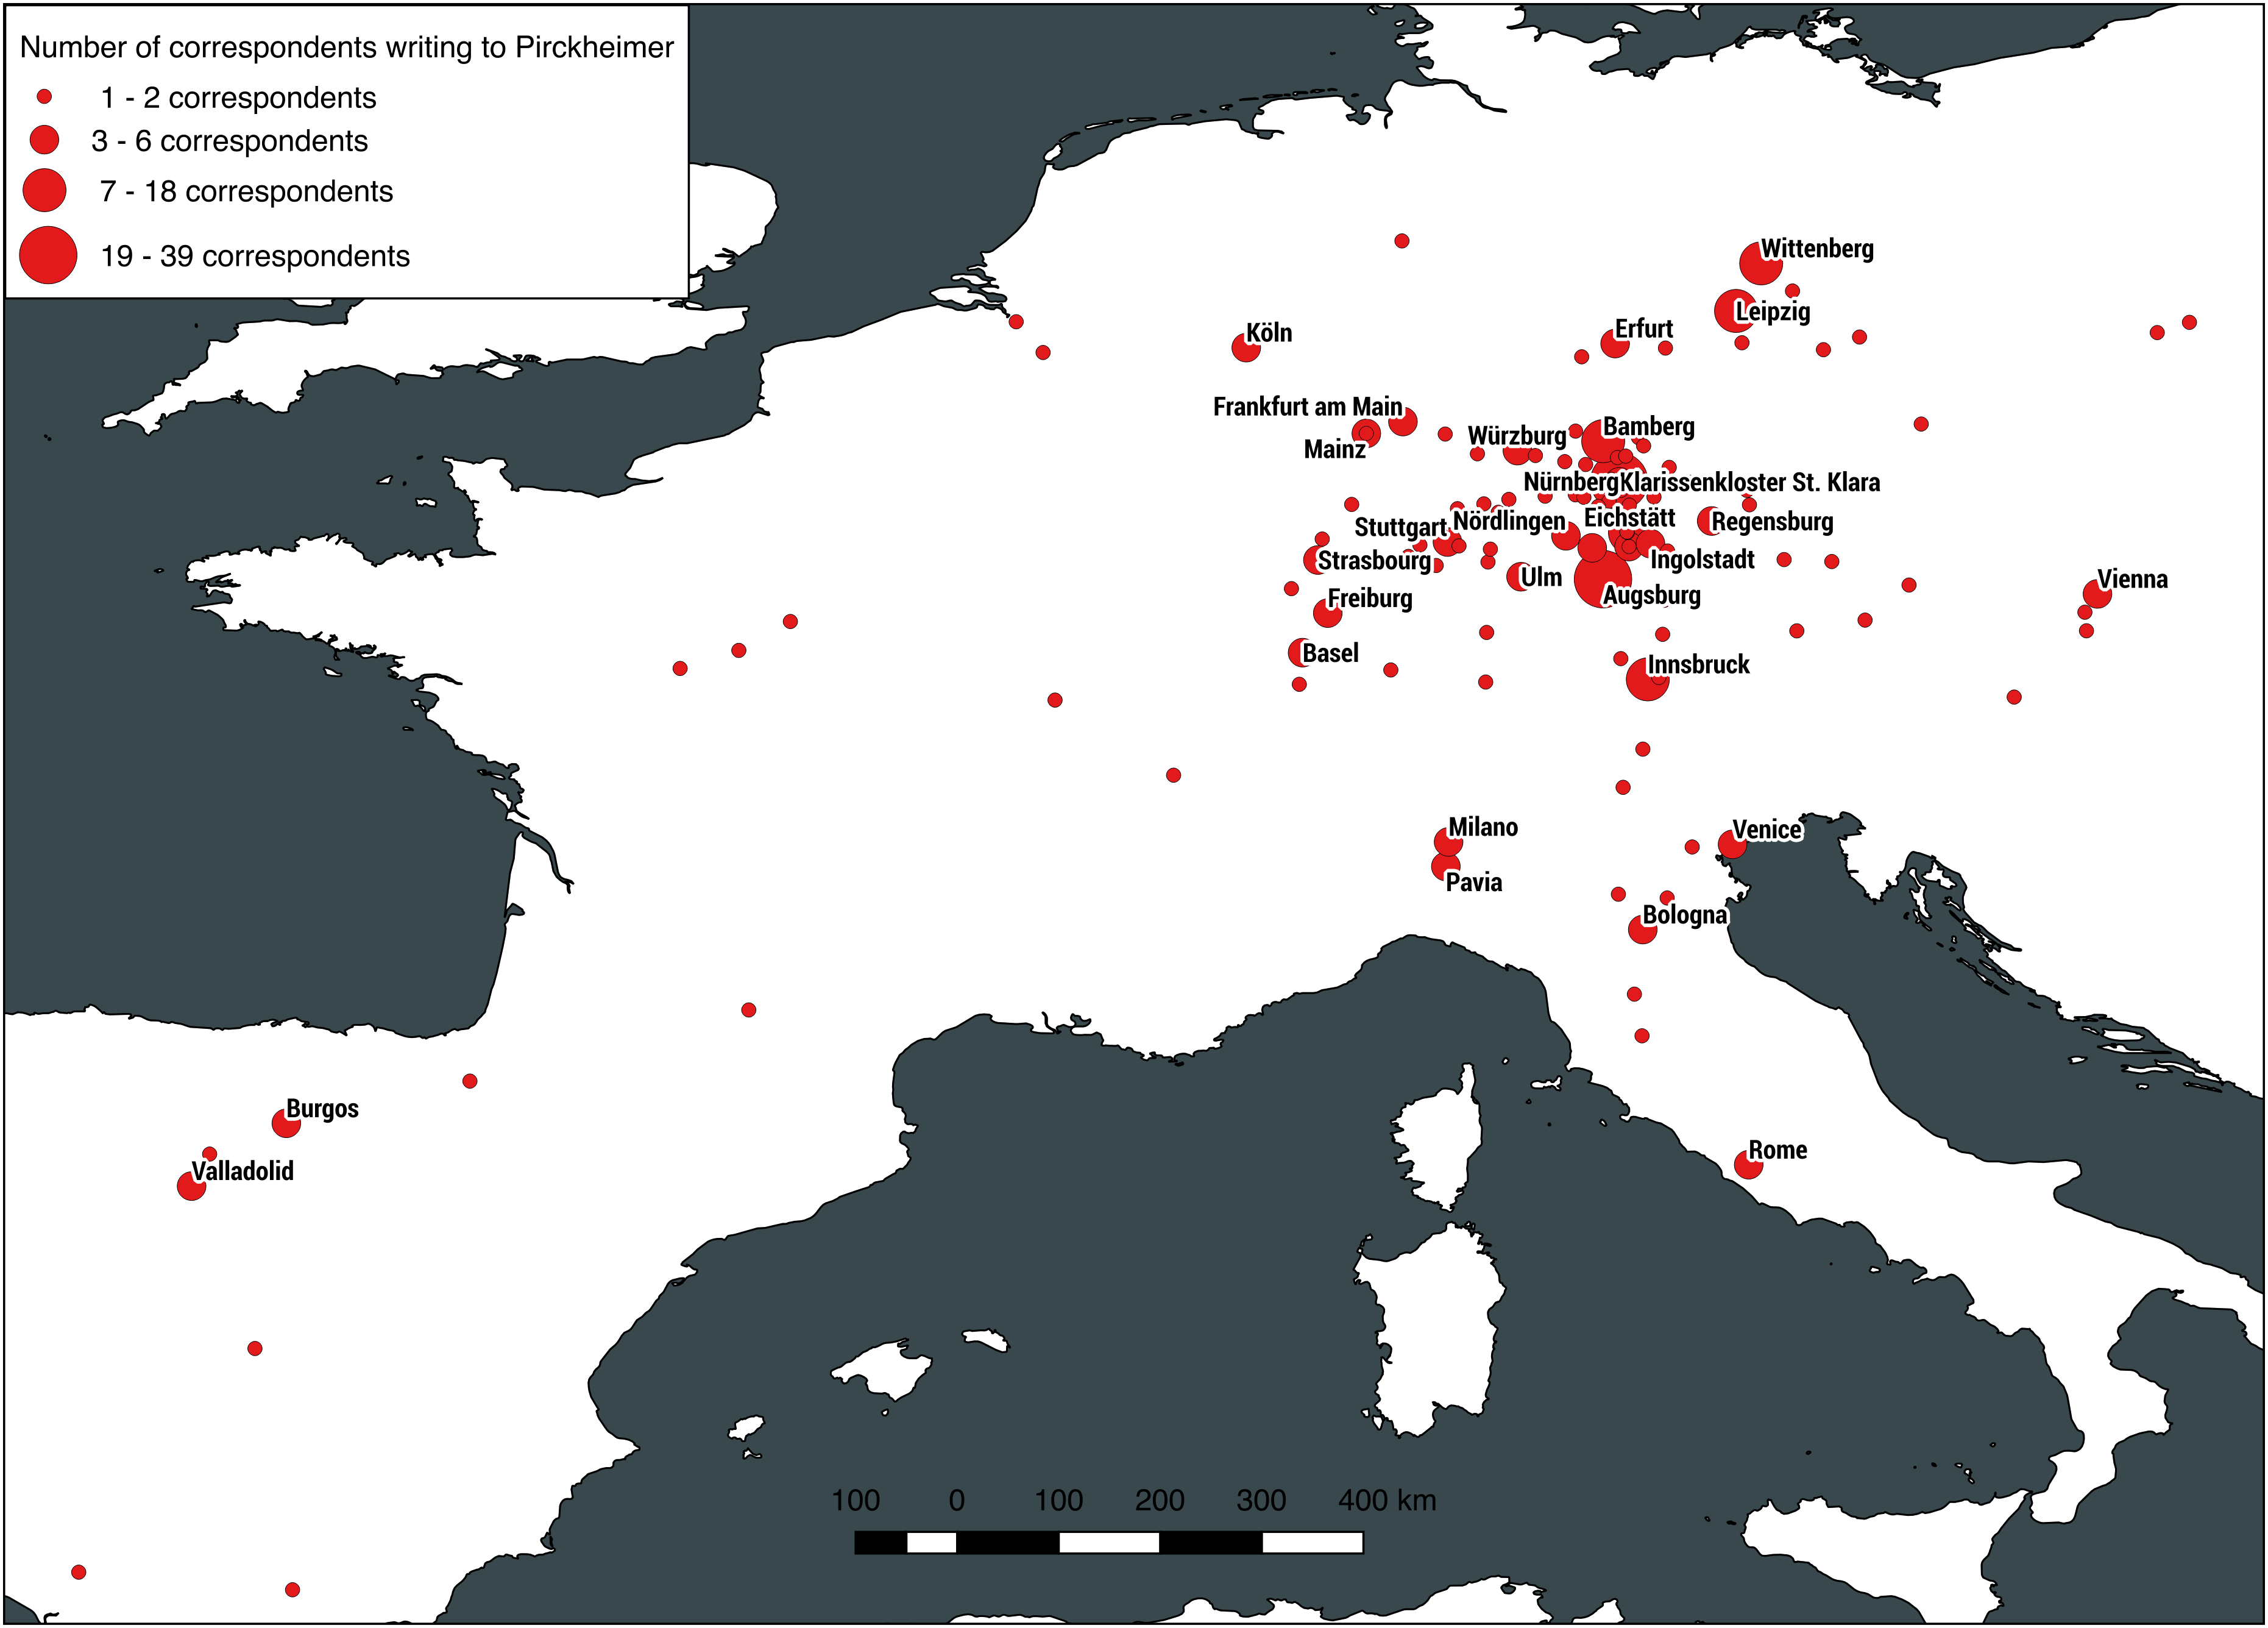 Number of correspondents writing to Pirckheimer
1 - 2 correspondents
3 - 6 correspondents
7 - 18 correspondents
19 - 39 correspondents
Wittenberg
Leipzig
Erfurt
Köln
Frankfurt am Main
Bamberg
Würzburg
Mainz
Nürnberg
Klarissenkloster St. Klara
Eichstätt
Nördlingen
Regensburg
Stuttgart
Strasbourg
Ingolstadt
Ulm
Vienna
Augsburg
Freiburg
Basel
Innsbruck
Milano
Venice
Pavia
Bologna
Burgos
Rome
Valladolid
100 0 100 200 300 400 km